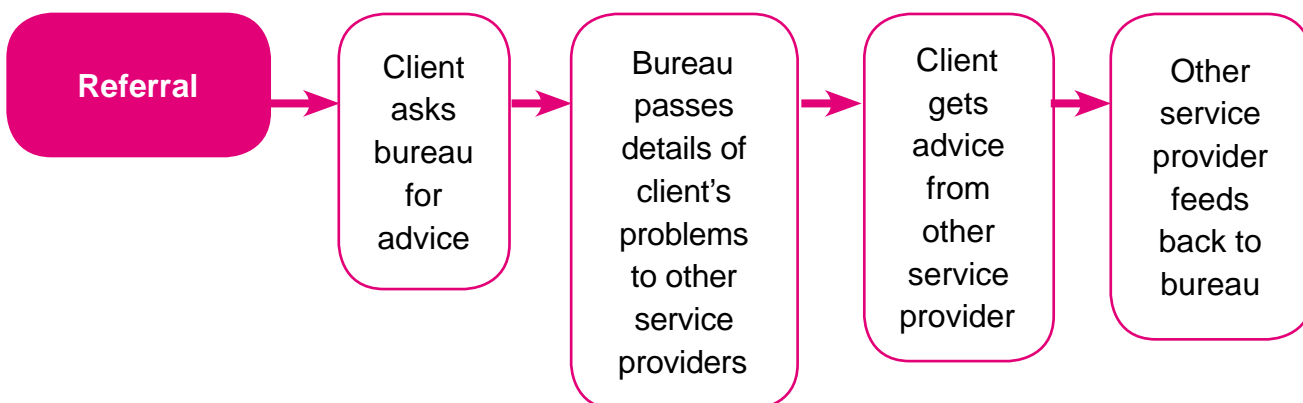 Referral
Client
asks
bureau
for
advice
Bureau
passes
details of
client’s
problems
to other
service
providers
Client
gets
advice
from
other
service
provider
Other
service
provider
feeds
back to
bureau